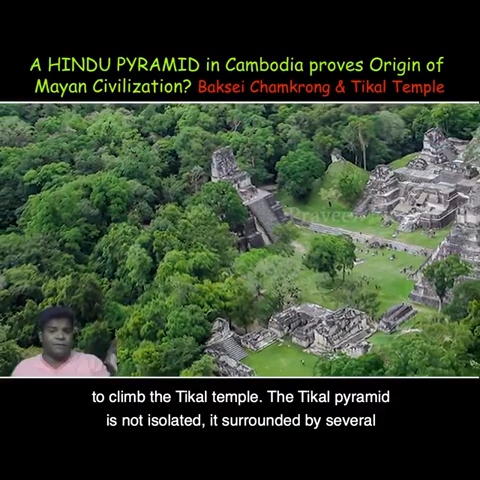 A HINDU PYRAMID in Cambodia proves Origin of
Mayan Civilization? Baksei Chamkrong & Tikal Temple
to climb the Tikal temple. The Tikal pyramid
is not isolated, it surrounded by several